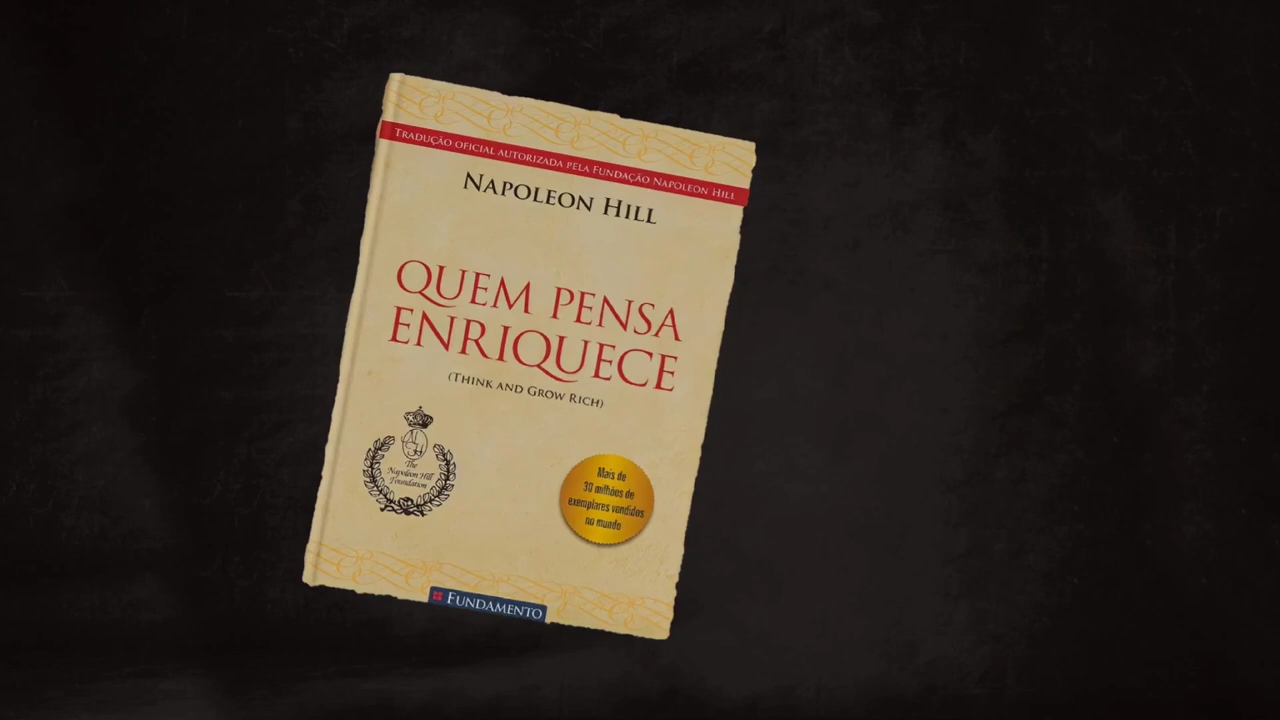 Tradução oficial autorizada pela Fundação Napoleon Hill
Napoleon Hill
QUEM PENSA
ENRIQUECE
(Think and Grow Rich)
The
Napoleon Hill
Foundation
Mais de
30 milhões de
exemplares vendidos
no mundo
Fundamento